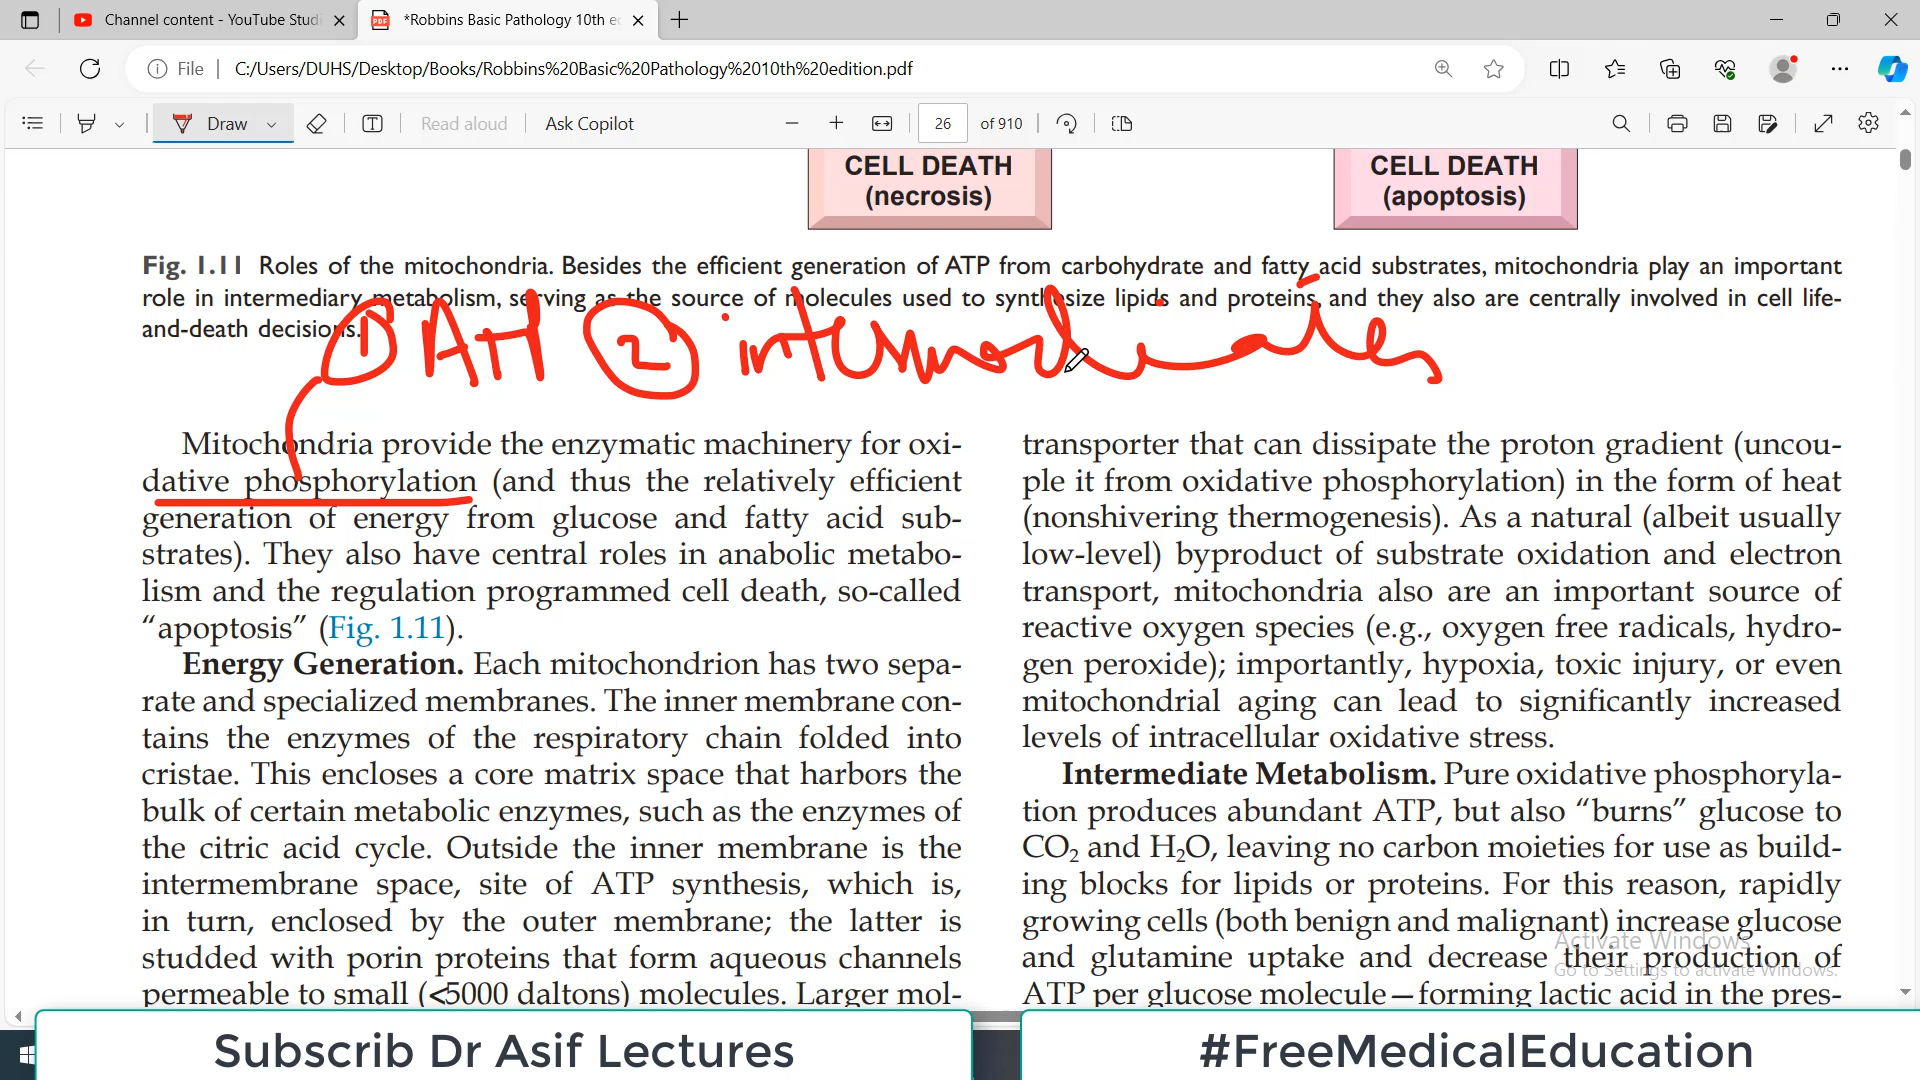 Channel content - YouTube Studi
*Robbins Basic Pathology 10th e
File
C:/Users/DUHS/Desktop/Books/Robbins%20Basic%20Pathology%2010th%20edition.pdf
Draw
Read aloud
Ask Copilot
26 of 910
CELL DEATH
(necrosis)
CELL DEATH
(apoptosis)
Fig. 1.11 Roles of the mitochondria. Besides the efficient generation of ATP from carbohydrate and fatty acid substrates, mitochondria play an important
role in intermediary metabolism, serving as the source of molecules used to synthesize lipids and proteins, and they also are centrally involved in cell life-
and-death decisions.
1 ATP 2 intermediates
Mitochondria provide the enzymatic machinery for oxi-
dative phosphorylation (and thus the relatively efficient
generation of energy from glucose and fatty acid sub-
strates). They also have central roles in anabolic metabo-
lism and the regulation programmed cell death, so-called
“apoptosis” (Fig. 1.11).
Energy Generation. Each mitochondrion has two sepa-
rate and specialized membranes. The inner membrane con-
tains the enzymes of the respiratory chain folded into
cristae. This encloses a core matrix space that harbors the
bulk of certain metabolic enzymes, such as the enzymes of
the citric acid cycle. Outside the inner membrane is the
intermembrane space, site of ATP synthesis, which is,
in turn, enclosed by the outer membrane; the latter is
studded with porin proteins that form aqueous channels
permeable to small (<5000 daltons) molecules. Larger mol-
transporter that can dissipate the proton gradient (uncou-
ple it from oxidative phosphorylation) in the form of heat
(nonshivering thermogenesis). As a natural (albeit usually
low-level) byproduct of substrate oxidation and electron
transport, mitochondria also are an important source of
reactive oxygen species (e.g., oxygen free radicals, hydro-
gen peroxide); importantly, hypoxia, toxic injury, or even
mitochondrial aging can lead to significantly increased
levels of intracellular oxidative stress.
Intermediate Metabolism. Pure oxidative phosphoryla-
tion produces abundant ATP, but also “burns” glucose to
CO₂ and H₂O, leaving no carbon moieties for use as build-
ing blocks for lipids or proteins. For this reason, rapidly
growing cells (both benign and malignant) increase glucose
and glutamine uptake and decrease their production of
ATP per glucose molecule—forming lactic acid in the pres-
Activate Windows
Go to Settings to activate Windows.
Subscrib Dr Asif Lectures
#FreeMedicalEducation